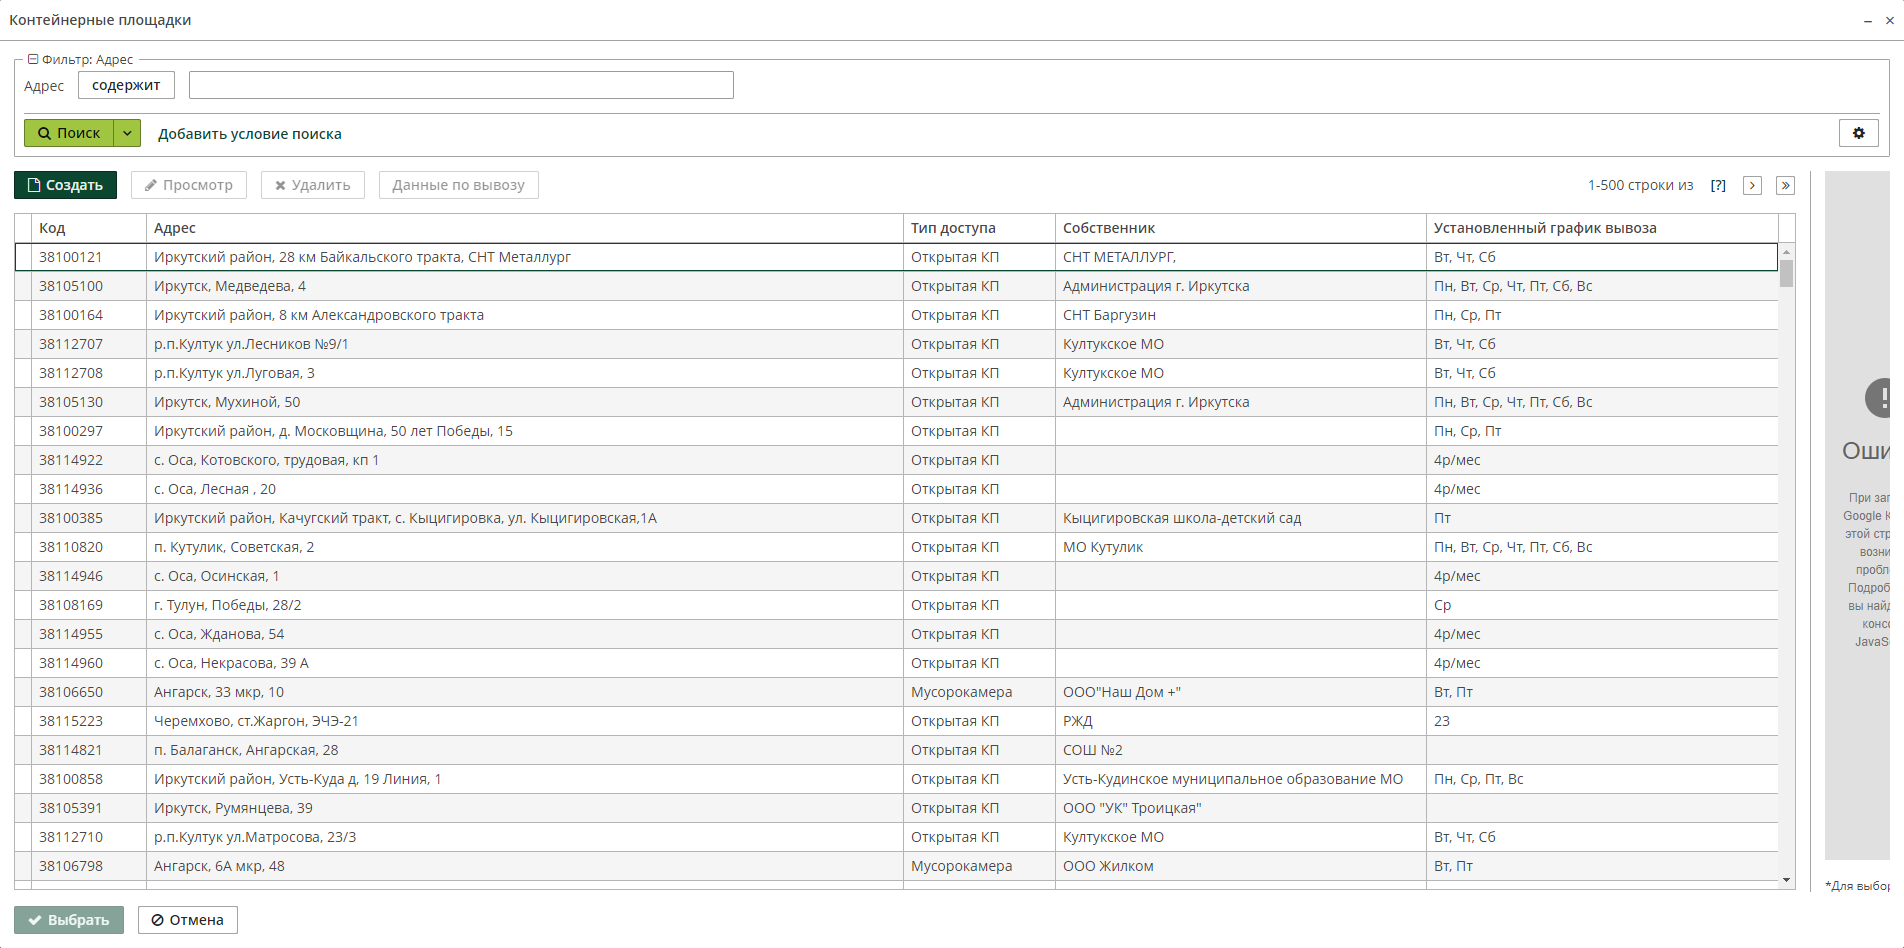 Контейнерные площадки
Фильтр: Адрес
Адрес содержит
Поиск Добавить условие поиска
Создать Просмотр Удалить Данные по вывозу 1-500 строки из [?]
Код Адрес Тип доступа Собственник Установленный график вывоза
38100121 Иркутский район, 28 км Байкальского тракта, СНТ Металлург Открытая КП СНТ МЕТАЛЛУРГ, Вт, Чт, Сб
38105100 Иркутск, Медведева, 4 Открытая КП Администрация г. Иркутска Пн, Вт, Ср, Чт, Пт, Сб, Вс
38100164 Иркутский район, 8 км Александровского тракта Открытая КП СНТ Баргузин Пн, Ср, Пт
38112707 р.п.Култук ул.Лесников №9/1 Открытая КП Култукское МО Вт, Чт, Сб
38112708 р.п.Култук ул.Луговая, 3 Открытая КП Култукское МО Вт, Чт, Сб
38105130 Иркутск, Мухиной, 50 Открытая КП Администрация г. Иркутска Пн, Вт, Ср, Чт, Пт, Сб, Вс
38100297 Иркутский район, д. Московщина, 50 лет Победы, 15 Открытая КП Пн, Ср, Пт
38114922 с. Оса, Котовского, трудовая, кп 1 Открытая КП 4р/мес
38114936 с. Оса, Лесная , 20 Открытая КП 4р/мес
38100385 Иркутский район, Качугский тракт, с. Кыцигировка, ул. Кыцигировская,1А Открытая КП Кыцигировская школа-детский сад Пт
38110820 п. Кутулик, Советская, 2 Открытая КП МО Кутулик Пн, Вт, Ср, Чт, Пт, Сб, Вс
38114946 с. Оса, Осинская, 1 Открытая КП 4р/мес
38108169 г. Тулун, Победы, 28/2 Открытая КП Ср
38114955 с. Оса, Жданова, 54 Открытая КП 4р/мес
38114960 с. Оса, Некрасова, 39 А Открытая КП 4р/мес
38106650 Ангарск, 33 мкр, 10 Мусорокамера ООО"Наш Дом +" Вт, Пт
38115223 Черемхово, ст.Жаргон, ЭЧЭ-21 Открытая КП РЖД 23
38114821 п. Балаганск, Ангарская, 28 Открытая КП СОШ №2
38100858 Иркутский район, Усть-Куда д, 19 Линия, 1 Открытая КП Усть-Кудинское муниципальное образование МО Пн, Ср, Пт, Вс
38105391 Иркутск, Румянцева, 39 Открытая КП ООО "УК" Троицкая"
38112710 р.п.Култук ул.Матросова, 23/3 Открытая КП Култукское МО Вт, Чт, Сб
38106798 Ангарск, 6А мкр, 48 Мусорокамера ООО Жилком Вт, Пт
Оши
При заг
Google К
этой стр
возни
пробл
Подроб
вы найд
консо
JavaS
*Для выбор
Выбрать Отмена